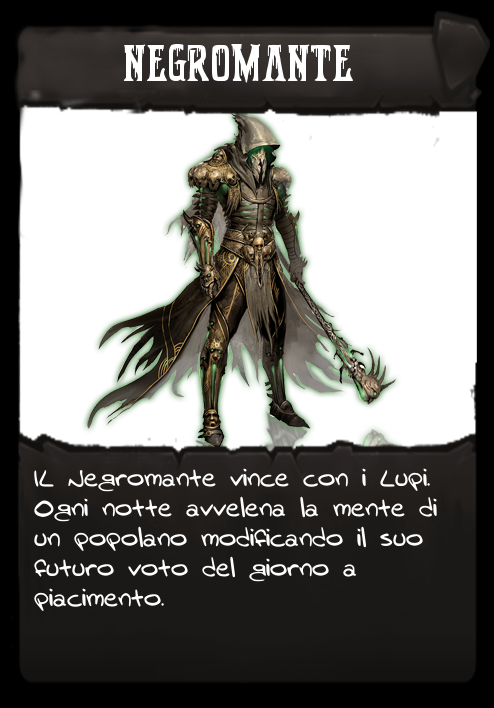 NEGROMANTE
IL Negromante vince con i Lupi.
Ogni notte avvelena la mente di
un popolano modificando il suo
futuro voto del giorno a
piacimento.